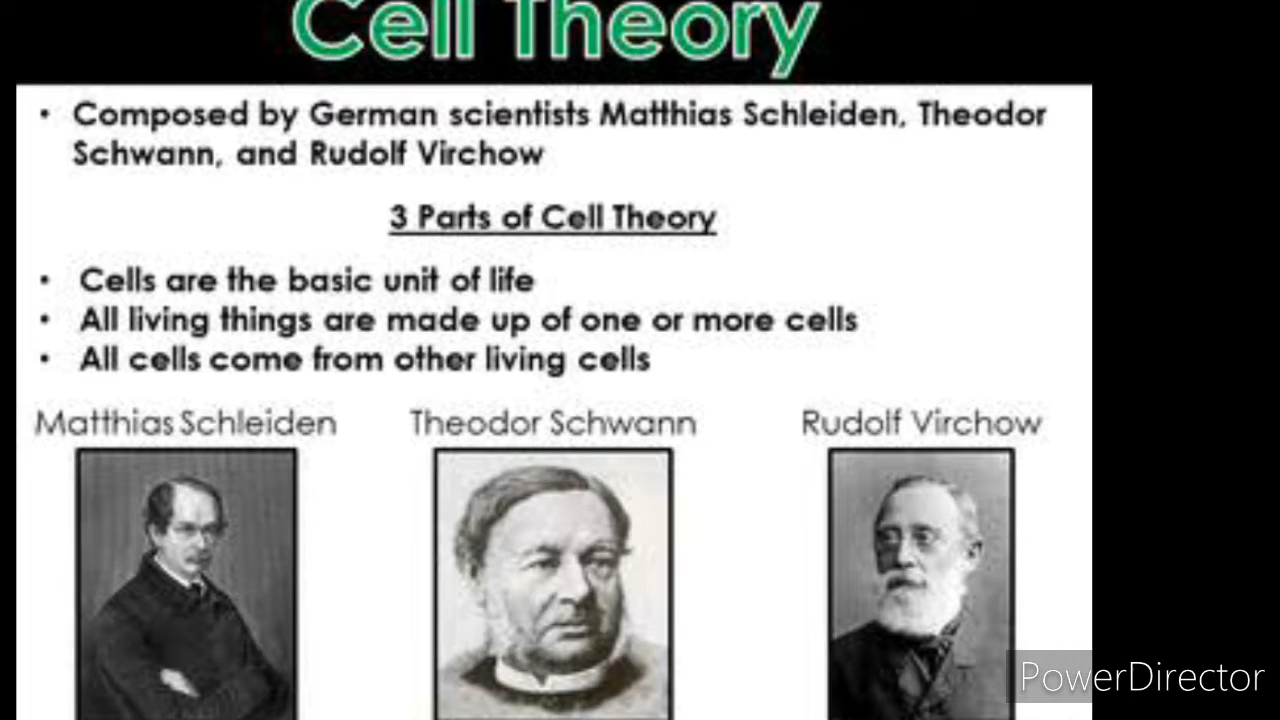 Cell Theory
• Composed by German scientists Matthias Schleiden, Theodor
Schwann, and Rudolf Virchow
3 Parts of Cell Theory
• Cells are the basic unit of life
• All living things are made up of one or more cells
• All cells come from other living cells
Matthias Schleiden
Theodor Schwann
Rudolf Virchow
PowerDirector